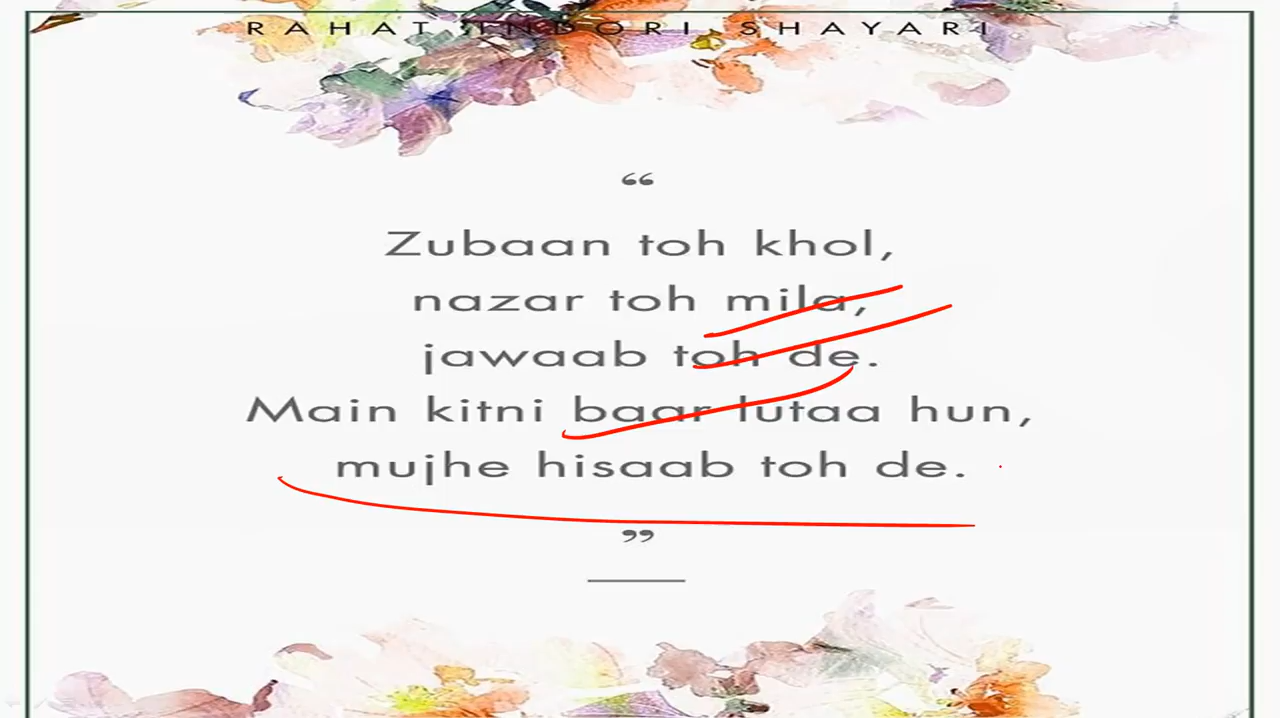 RAHAT INDORI SHAYARI
“
Zubaan toh khol,
nazar toh mila,
jawaab toh de.
Main kitni baar lutaa hun,
mujhe hisaab toh de.
”